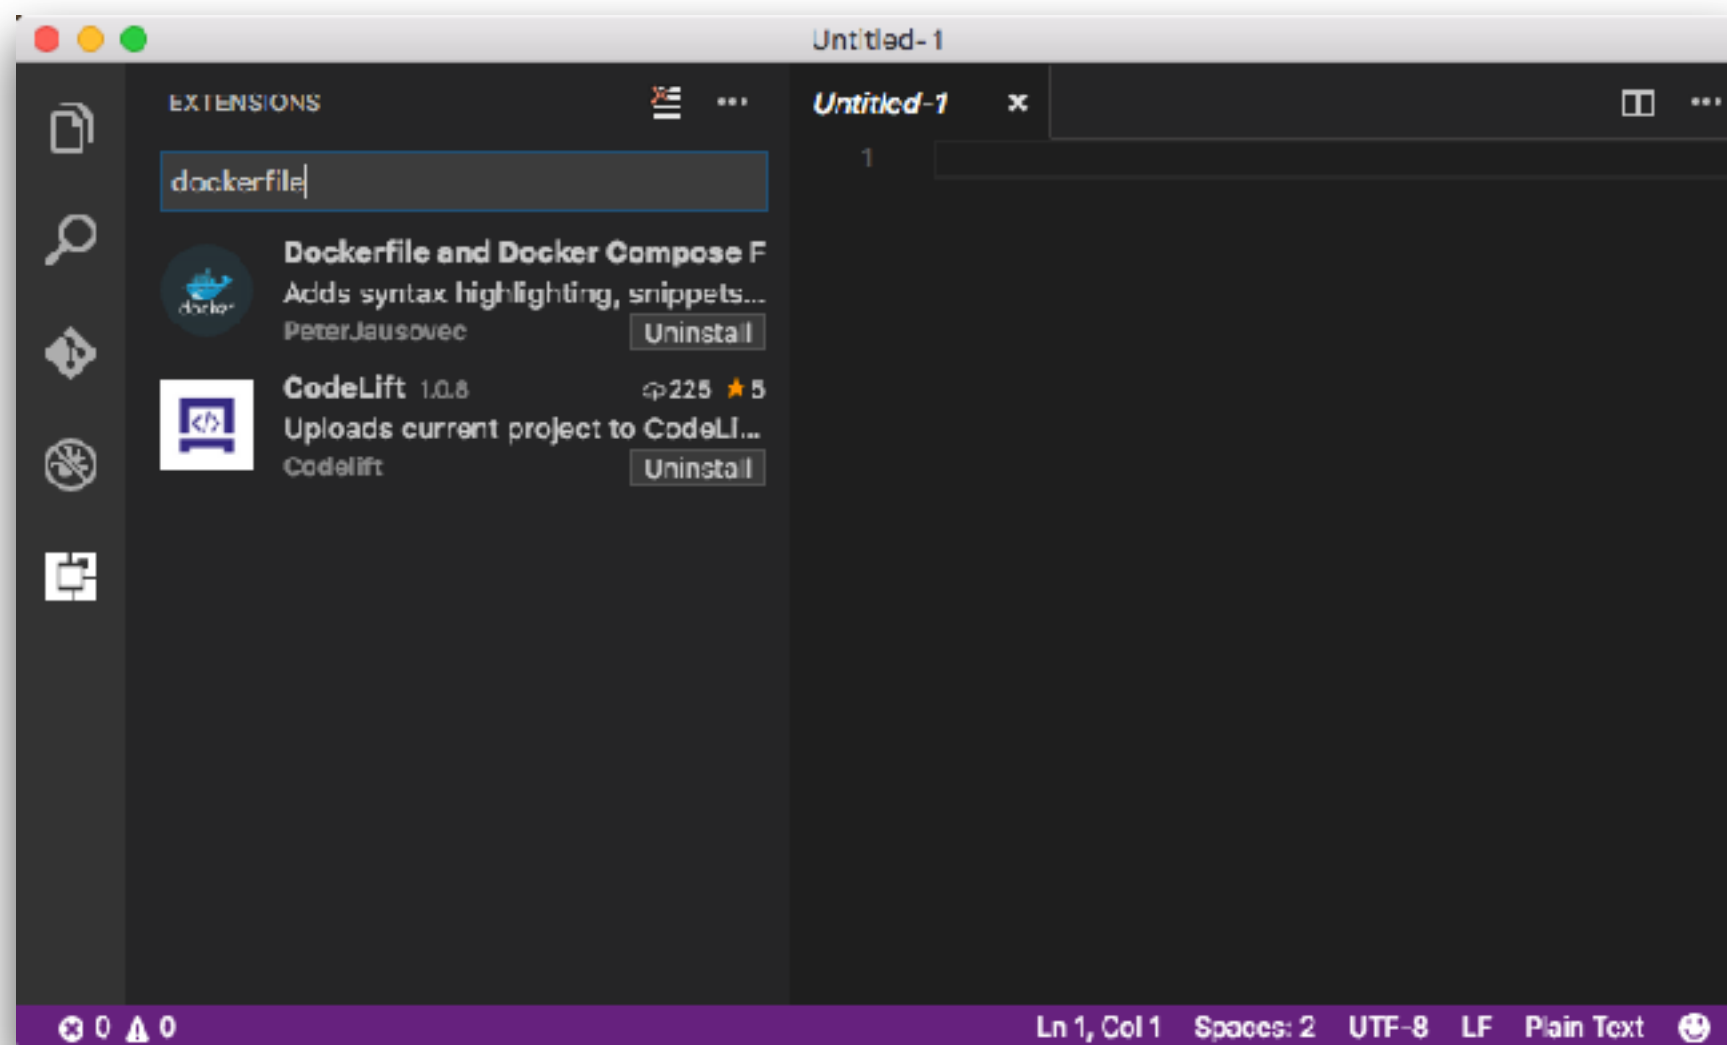 Untitled-1
EXTENSIONS
dockerfile
Dockerfile and Docker Compose F
Adds syntax highlighting, snippets...
PeterJausovec
Uninstall
docker
CodeLift 1.0.8 225 ★ 5
Uploads current project to CodeLi...
Codelift
Uninstall
</>
Untitled-1
1
0 0
Ln 1, Col 1 Spaces: 2 UTF-8 LF Plain Text